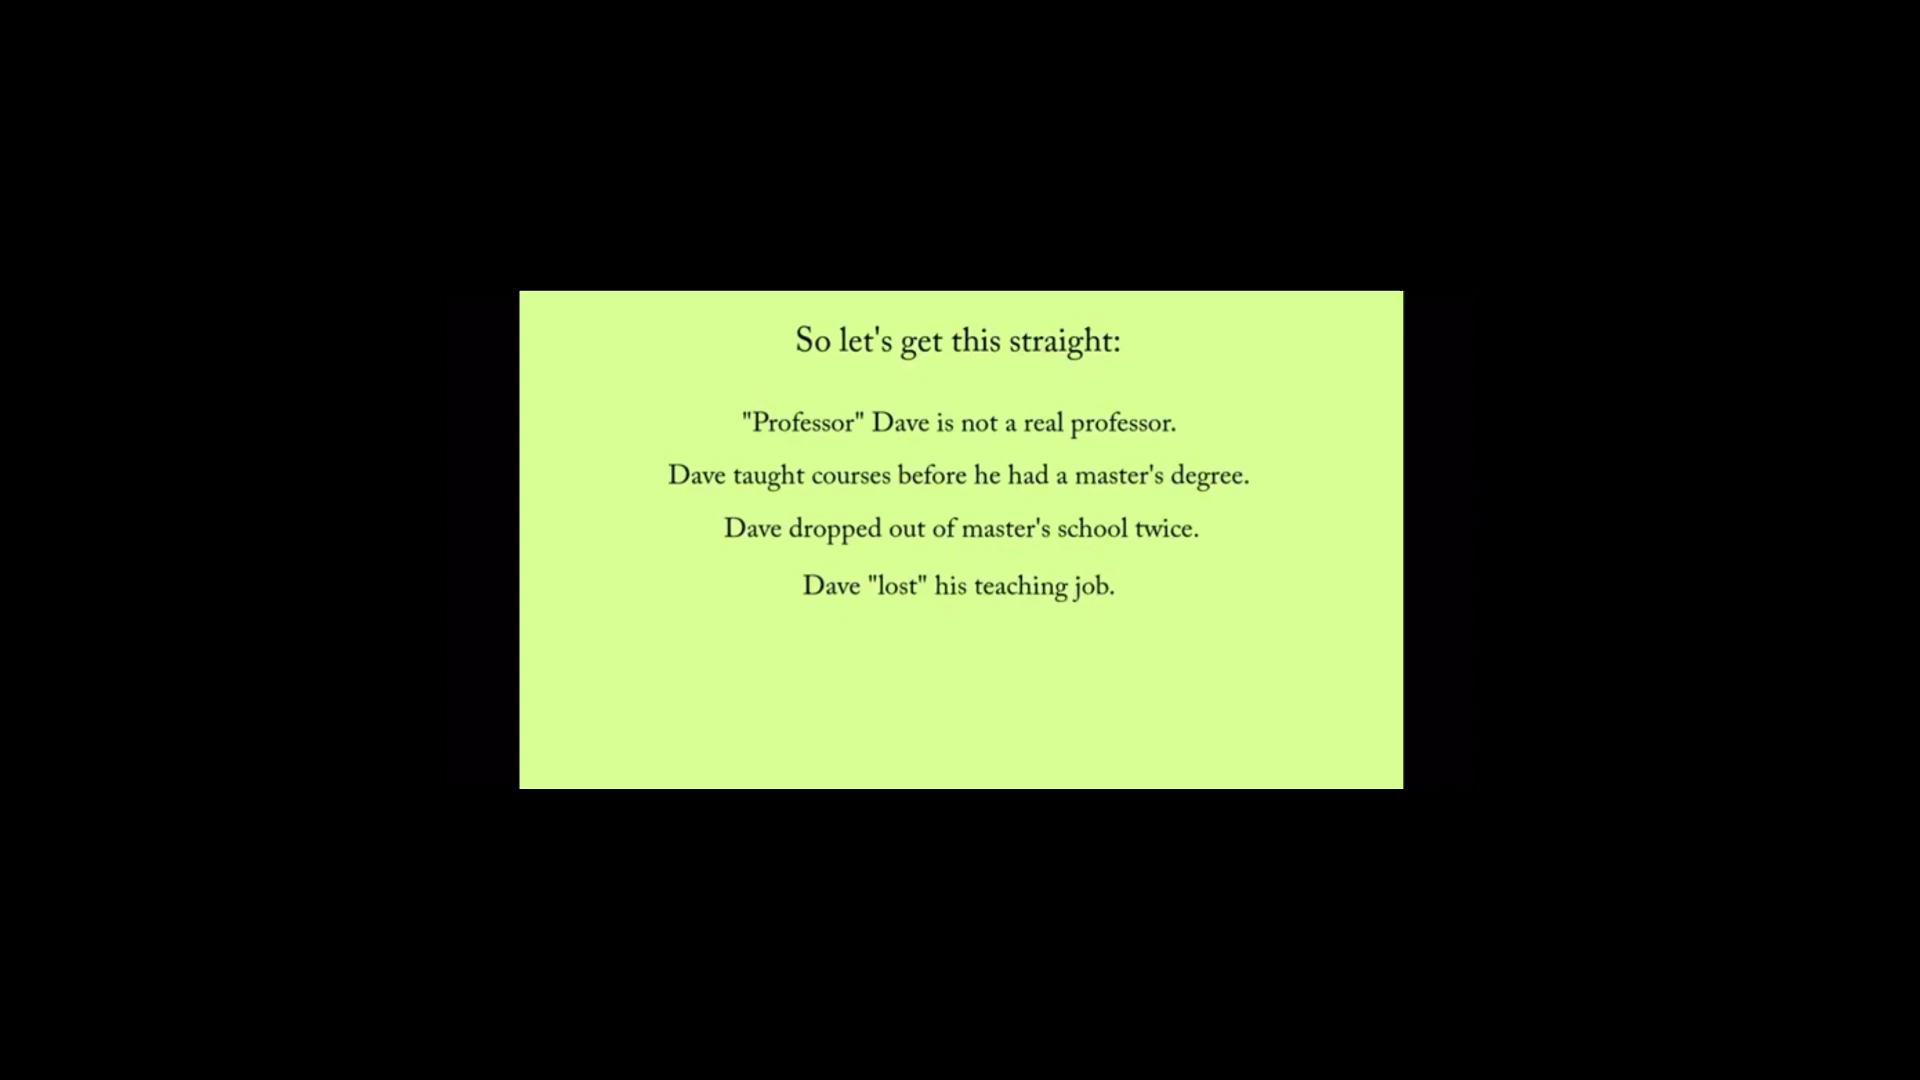 So let's get this straight:
"Professor" Dave is not a real professor.
Dave taught courses before he had a master's degree.
Dave dropped out of master's school twice.
Dave "lost" his teaching job.